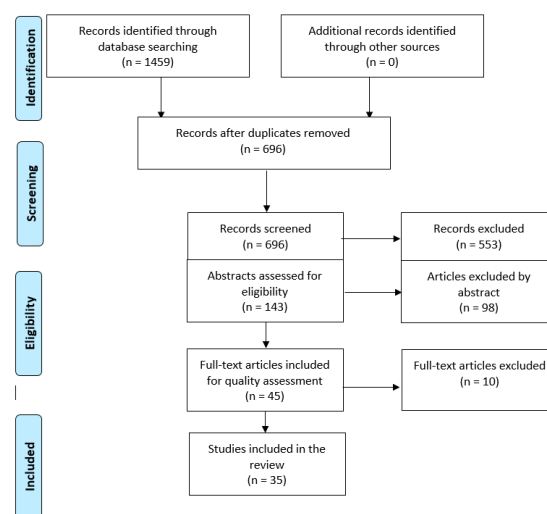 Identification
Records identified through
database searching
(n = 1459)
Additional records identified
through other sources
(n = 0)
Records after duplicates removed
(n = 696)
Screening
Records screened
(n = 696)
Records excluded
(n = 553)
Eligibility
Abstracts assessed for
eligibility
(n = 143)
Articles excluded by
abstract
(n = 98)
Full-text articles included
for quality assessment
(n = 45)
Full-text articles excluded
(n = 10)
Included
Studies included in the
review
(n = 35)